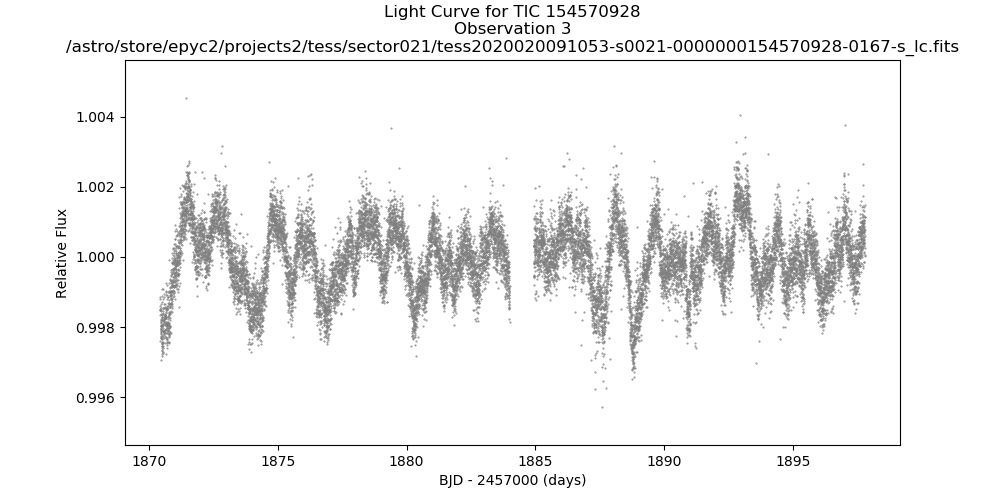 Light Curve for TIC 154570928
Observation 3
/astro/store/epyc2/projects2/tess/sector021/tess2020020091053-s0021-0000000154570928-0167-s_lc.fits
1.004
1.002
1.000
0.998
0.996
Relative Flux
1870
1875
1880
1885
1890
1895
BJD - 2457000 (days)